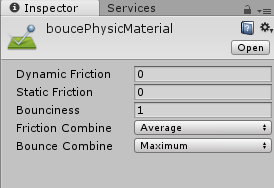 Inspector Services
boucePhysicMaterial
Open
Dynamic Friction 0
Static Friction 0
Bounciness 1
Friction Combine Average
Bounce Combine Maximum